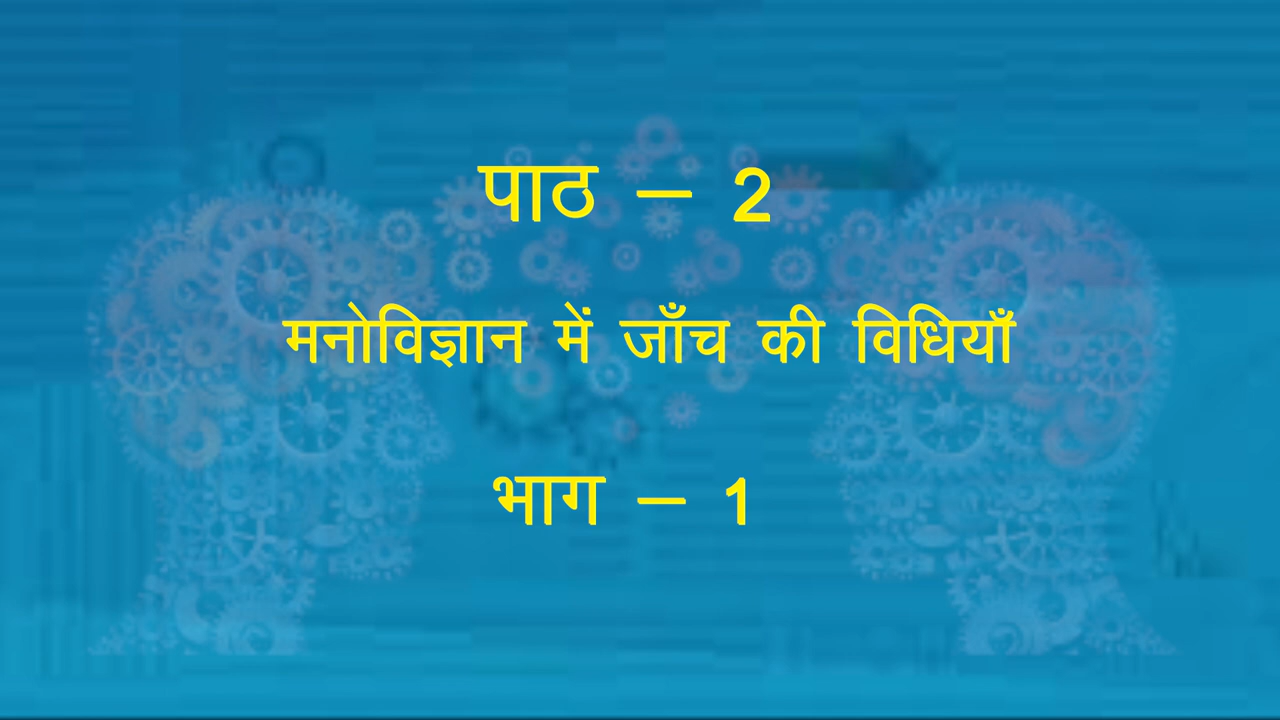 पाठ – 2
मनोविज्ञान में जाँच की विधियाँ
भाग – 1